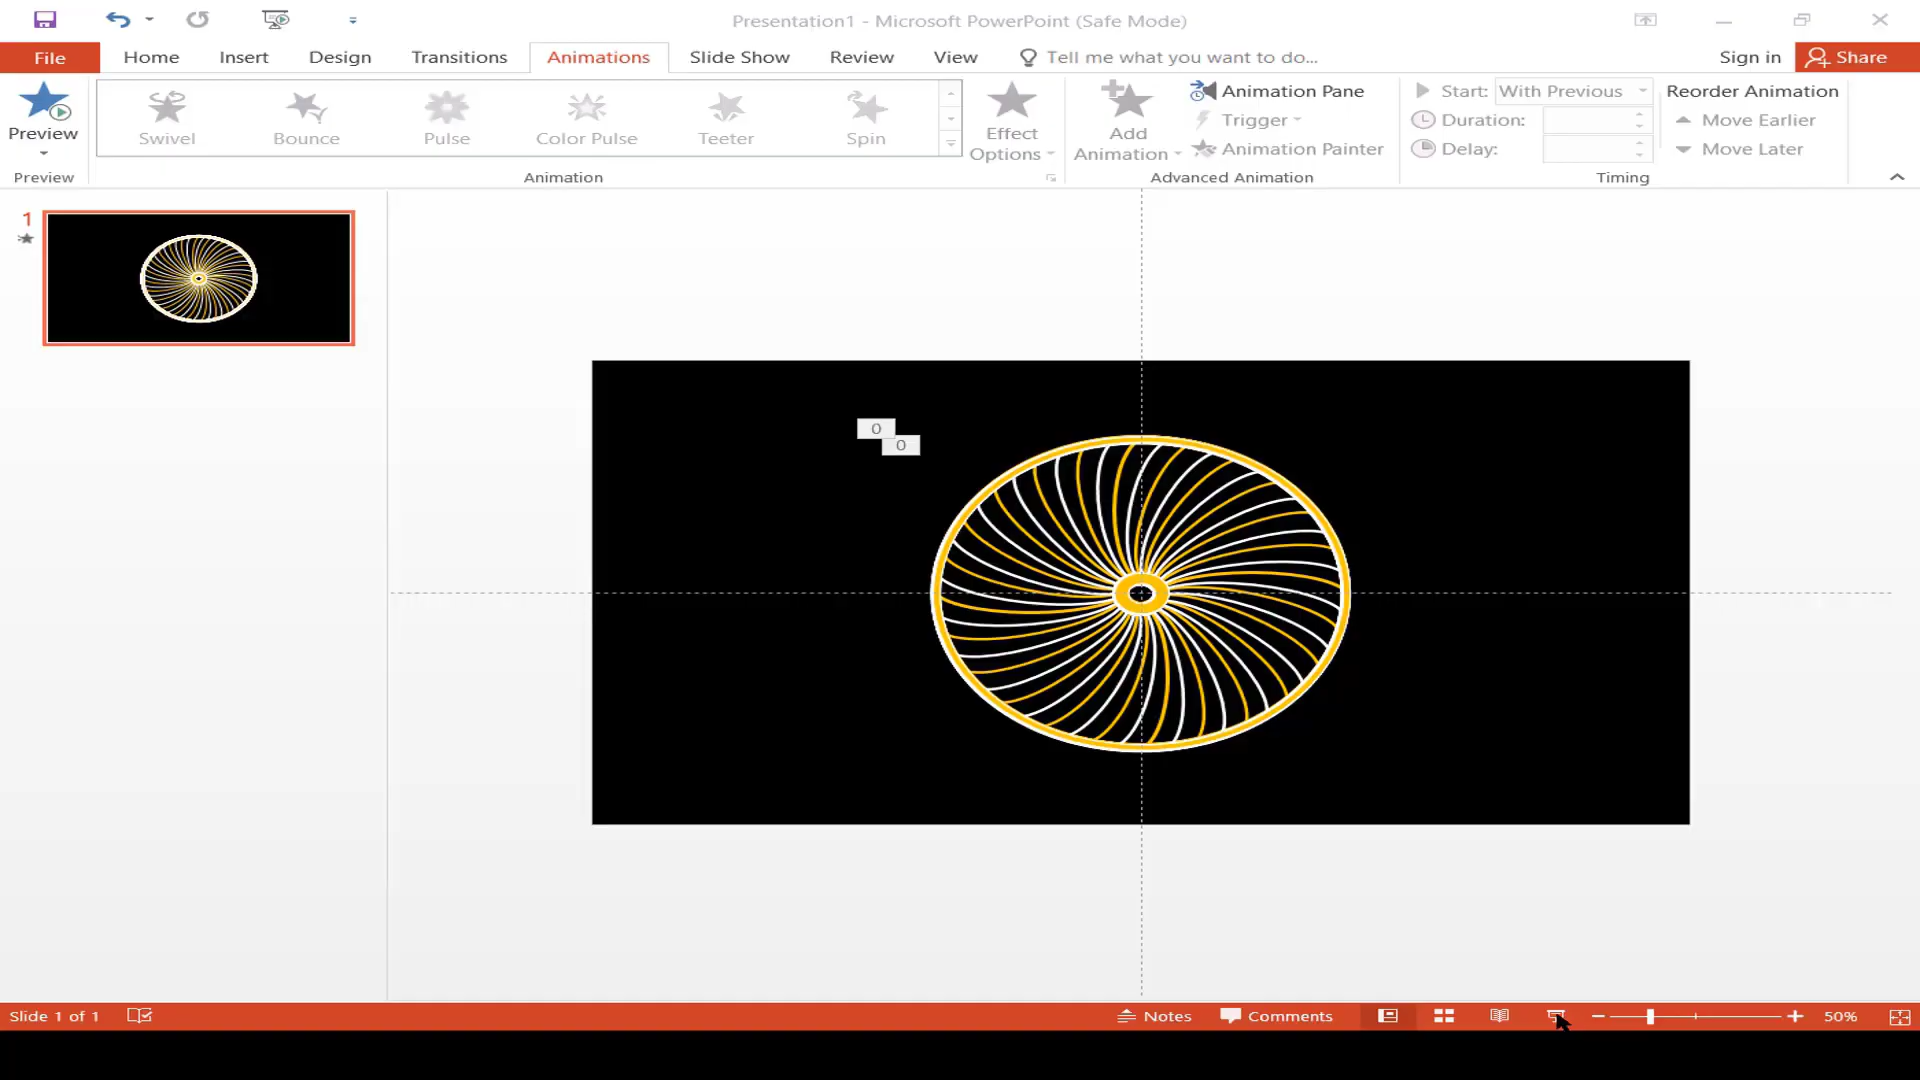 Presentation1 - Microsoft PowerPoint (Safe Mode)
File Home Insert Design Transitions Animations Slide Show Review View Tell me what you want to do... Sign in Share
Preview
Preview
Swivel Bounce Pulse Color Pulse Teeter Spin
Animation
Effect
Options
Add
Animation
Animation Pane
Trigger
Animation Painter
Advanced Animation
Start: With Previous
Duration:
Delay:
Timing
Reorder Animation
Move Earlier
Move Later
1
0
0
Slide 1 of 1 Notes Comments 50%